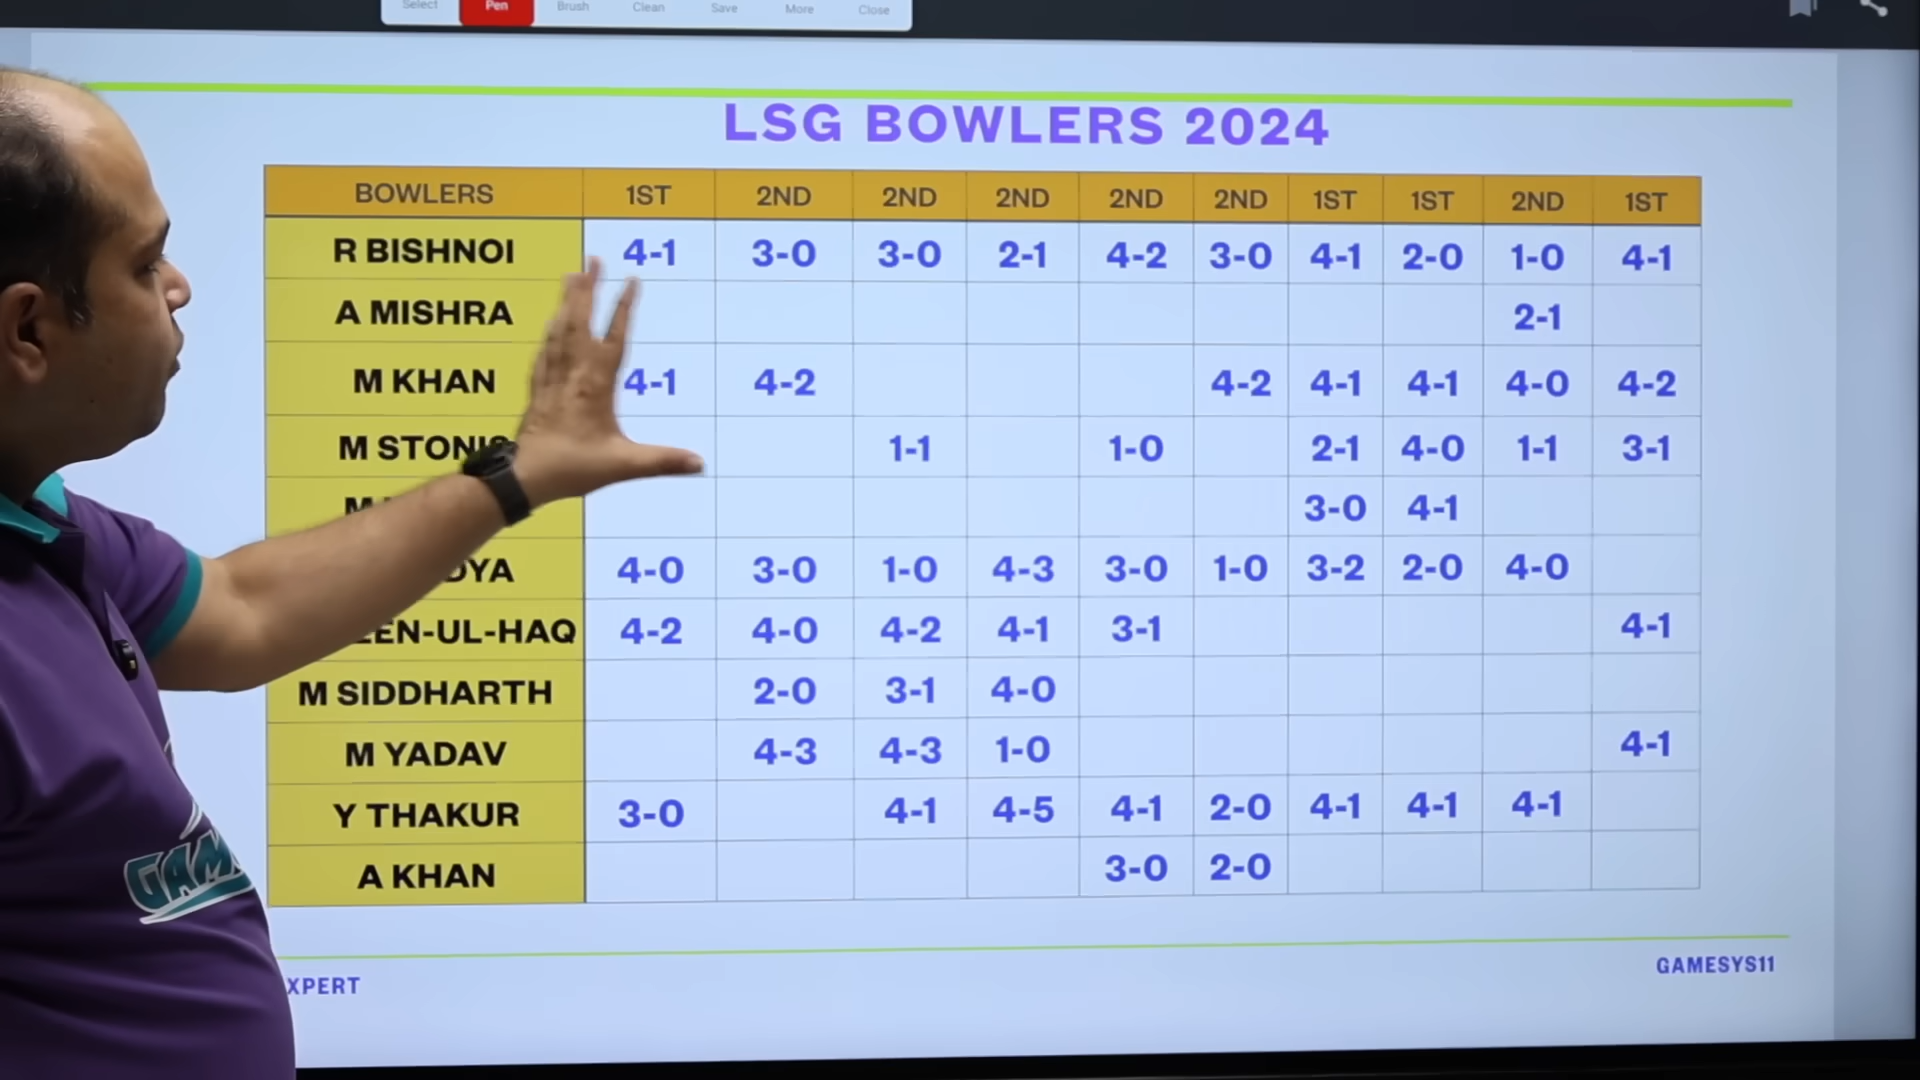 Select Pen Brush Clean Save More Close
LSG BOWLERS 2024
BOWLERS 1ST 2ND 2ND 2ND 2ND 2ND 1ST 1ST 2ND 1ST
R BISHNOI 4-1 3-0 3-0 2-1 4-2 3-0 4-1 2-0 1-0 4-1
A MISHRA 2-1
M KHAN 4-1 4-2 4-2 4-1 4-1 4-0 4-2
M STONIS 1-1 1-0 2-1 4-0 1-1 3-1
M 3-0 4-1
DYA 4-0 3-0 1-0 4-3 3-0 1-0 3-2 2-0 4-0
EEN-UL-HAQ 4-2 4-0 4-2 4-1 3-1 4-1
M SIDDHARTH 2-0 3-1 4-0
M YADAV 4-3 4-3 1-0 4-1
Y THAKUR 3-0 4-1 4-5 4-1 2-0 4-1 4-1 4-1
A KHAN 3-0 2-0
GAM
XPERT
GAMESYS11